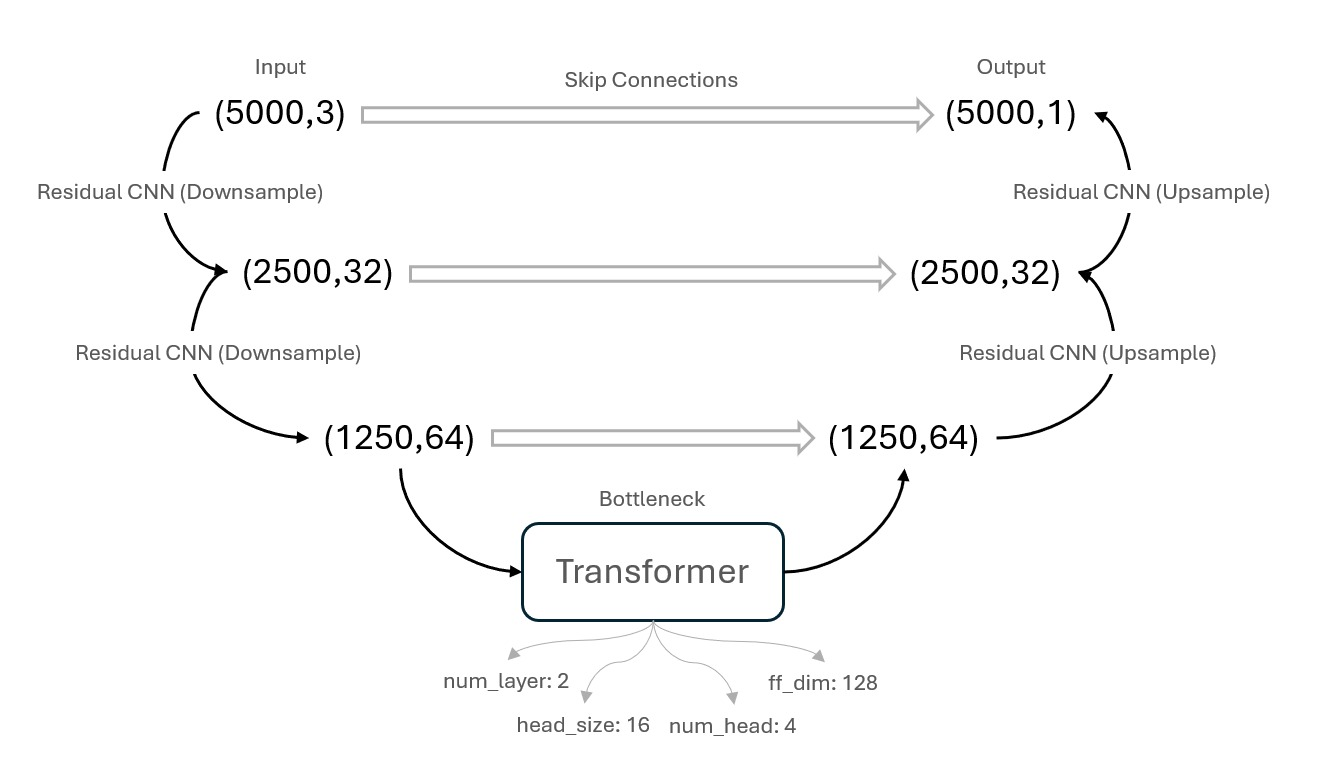 Input
Skip Connections
Output
(5000,3)
(5000,1)
Residual CNN (Downsample)
Residual CNN (Upsample)
(2500,32)
(2500,32)
Residual CNN (Downsample)
Residual CNN (Upsample)
(1250,64)
(1250,64)
Bottleneck
Transformer
num_layer: 2
ff_dim: 128
head_size: 16
num_head: 4